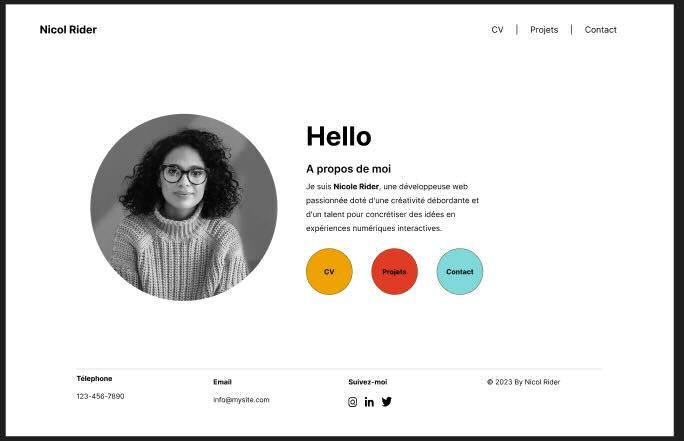 Nicol Rider
CV
Projets
Contact
Hello
A propos de moi
Je suis Nicole Rider, une développeuse web
passionnée doté d'une créativité débordante et
d'un talent pour concrétiser des idées en
expériences numériques interactives.
CV
Projets
Contact
Télephone
123-456-7890
Email
info@mysite.com
Suivez-moi
© 2023 By Nicol Rider